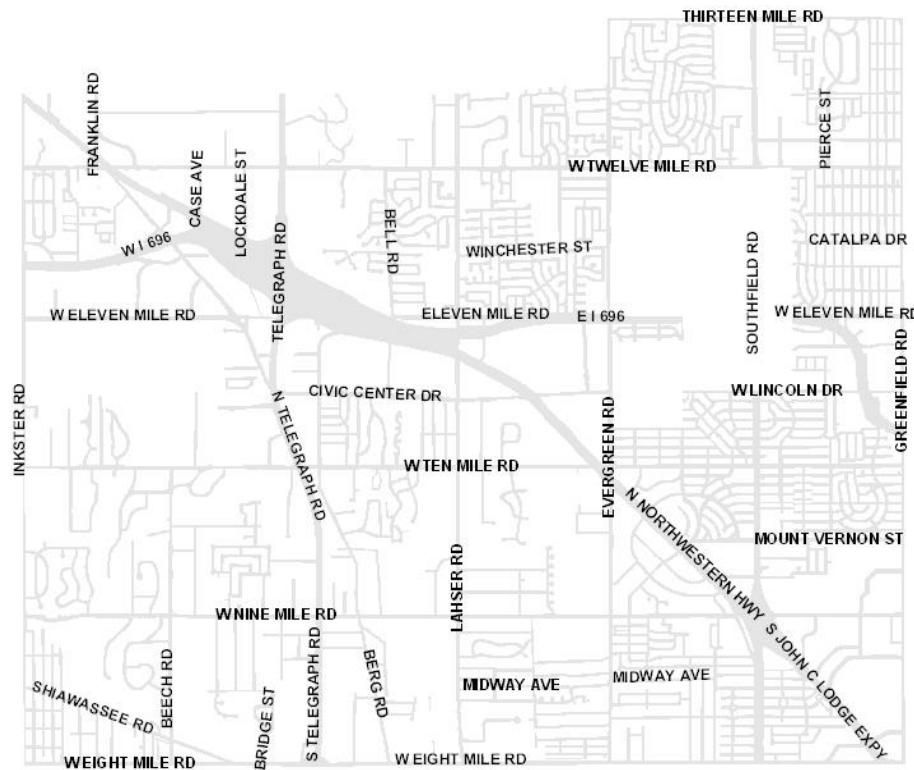 THIRTEEN MILE RD
FRANKLIN RD
PIERCE ST
W TWELVE MILE RD
CASE AVE
LOCKDALE ST
BELL RD
W I 696
WINCHESTER ST
CATALPA DR
TELEGRAPH RD
SOUTHFIELD RD
W ELEVEN MILE RD
ELEVEN MILE RD
E I 696
W ELEVEN MILE RD
GREENFIELD RD
CIVIC CENTER DR
W LINCOLN DR
INKSTER RD
N TELEGRAPH RD
EVERGREEN RD
W TEN MILE RD
N NORTHWESTERN HWY
MOUNT VERNON ST
LAHSER RD
W NINE MILE RD
S JOHN C LODGE EXPY
SHIAWASSEE RD
BEECH RD
BRIDGE ST
S TELEGRAPH RD
BERG RD
MIDWAY AVE
MIDWAY AVE
W EIGHT MILE RD
W EIGHT MILE RD